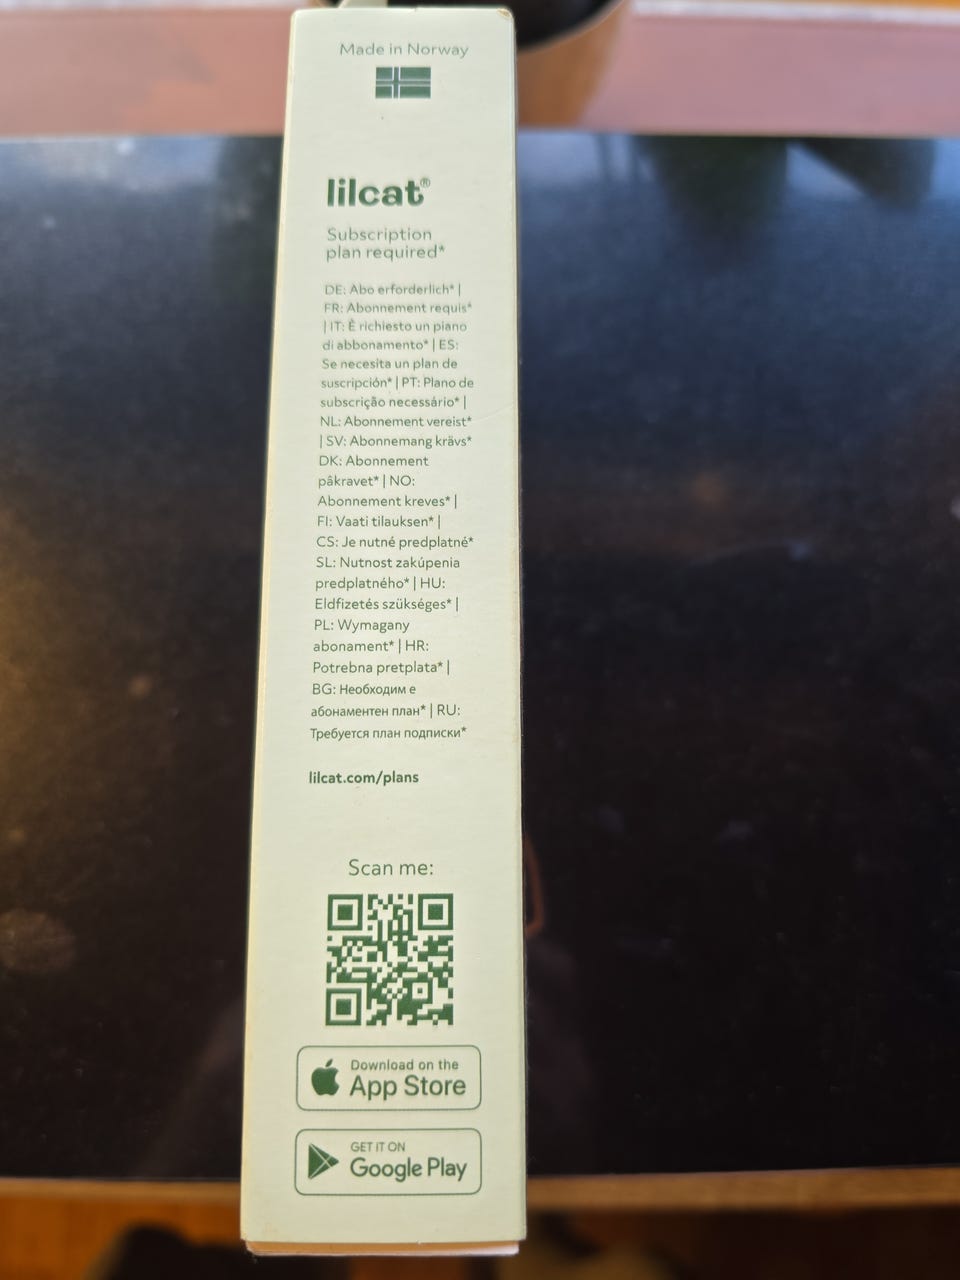 Made in Norway
lilcat®
Subscription
plan required*
DE: Abo erforderlich* |
FR: Abonnement requis*
| IT: È richiesto un piano
di abbonamento* | ES:
Se necesita un plan de
suscripción* | PT: Plano de
subscrição necessário* |
NL: Abonnement vereist*
| SV: Abonnemang krävs*
DK: Abonnement
påkravet* | NO:
Abonnement kreves* |
FI: Vaati tilauksen* |
CS: Je nutné predplatné*
SL: Nutnost zakúpenia
predplatného* | HU:
Eldfizetés szükséges* |
PL: Wymagany
abonament* | HR:
Potrebna pretplata* |
BG: Необходим е
абонаментен план* | RU:
Требуется план подписки*
lilcat.com/plans
Scan me:
Download on the
App Store
GET IT ON
Google Play